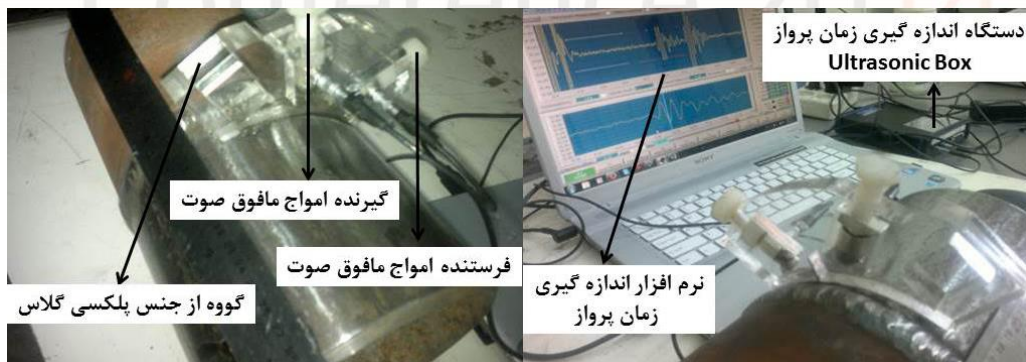 دستگاه اندازه گیری زمان پرواز
Ultrasonic Box
گیرنده امواج مافوق صوت
فرستنده امواج مافوق صوت
گووه از جنس پلکسی گلاس
نرم افزار اندازه گیری
زمان پرواز
SONY